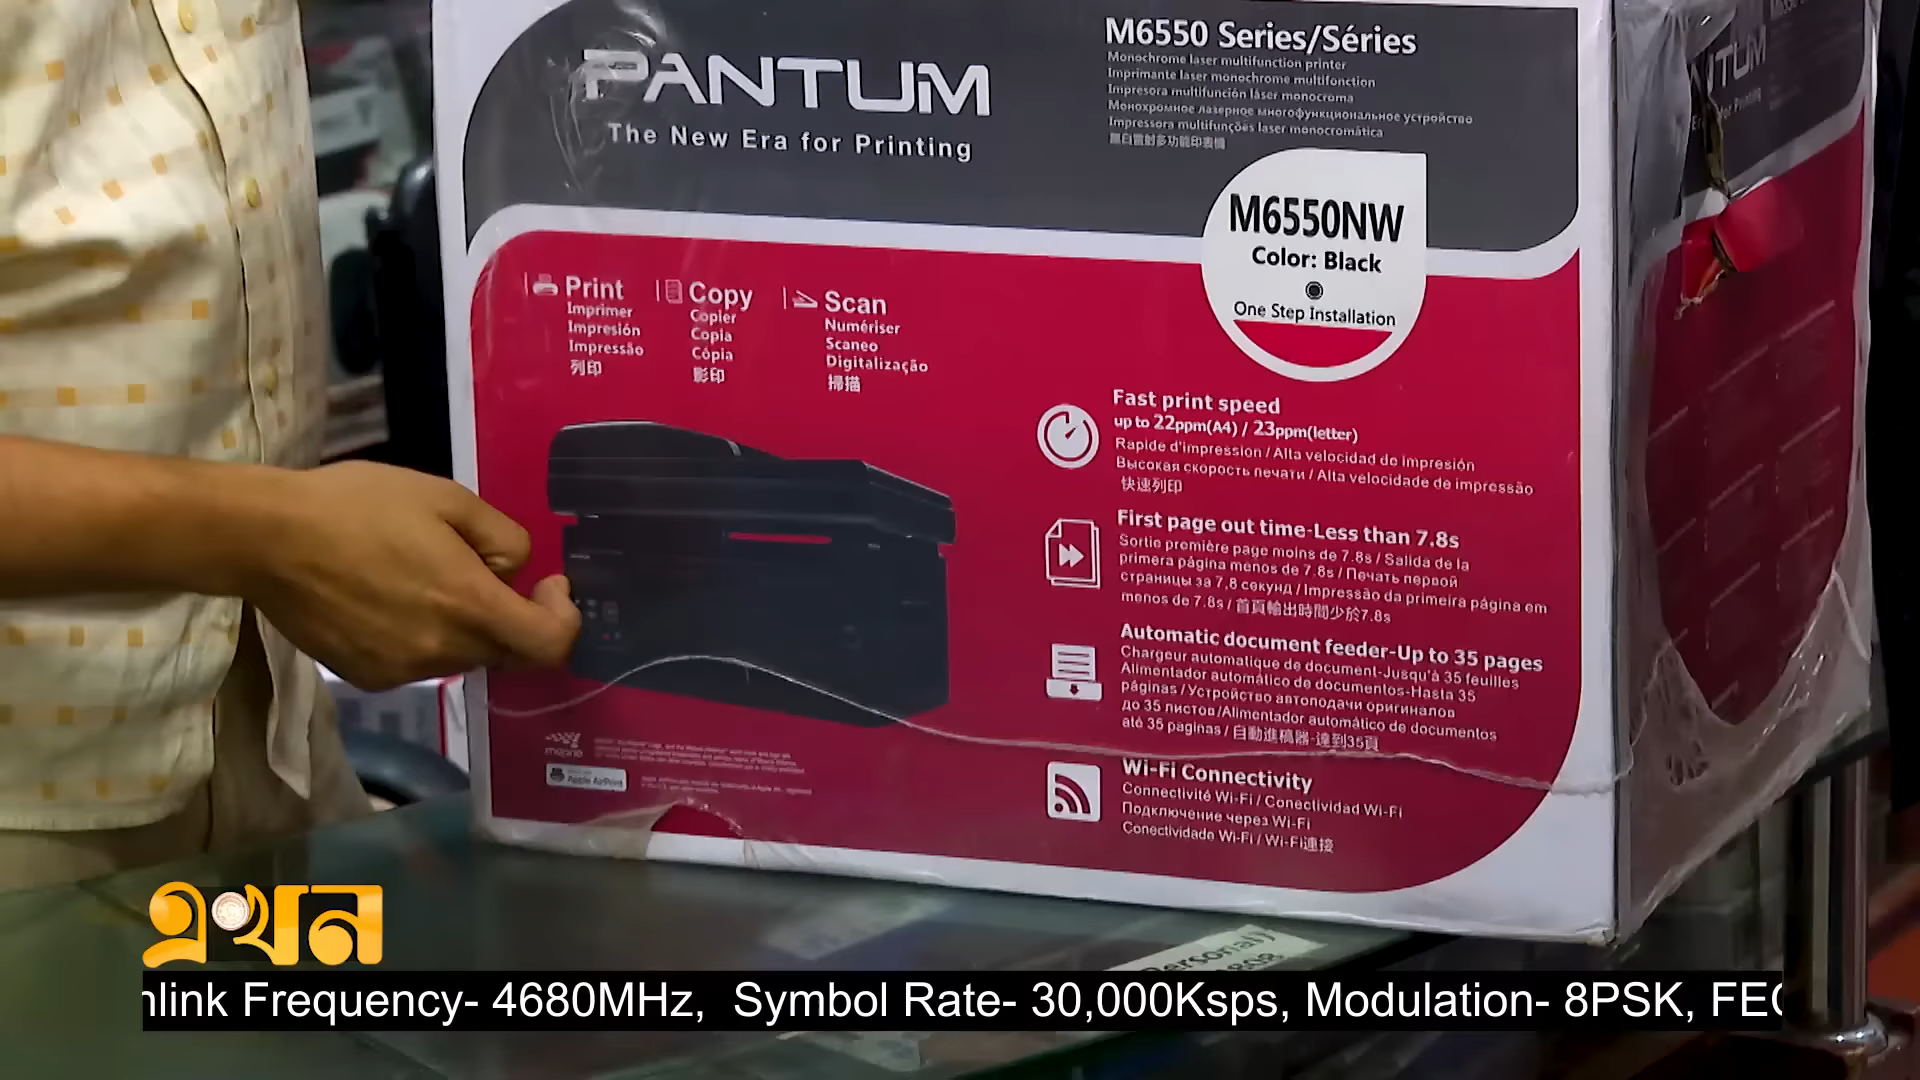 PANTUM
The New Era for Printing
M6550 Series/Séries
Monochrome laser multifunction printer
Imprimante laser monochrome multifonction
Impresora multifunción láser monocroma
Монохромное лазерное многофункциональное устройство
Impressora multifunções laser monocromática
M6550NW
Color: Black
One Step Installation
Print
Imprimer
Impresión
Impressão
列印
Copy
Copier
Copia
Cópia
影印
Scan
Numériser
Scaneo
Digitalização
掃描
Fast print speed
up to 22ppm(A4) / 23ppm(letter)
Rapide d'impression / Alta velocidad de impresión
Высокая скорость печати / Alta velocidade de impressão
快速列印
First page out time-Less than 7.8s
Sortie première page moins de 7.8s / Salida de la
primera página menos de 7.8s / Печать первой
страницы за 7,8 секунд / Impressão da primeira página em
menos de 7.8s / 首頁輸出時間少於7.8s
Automatic document feeder-Up to 35 pages
Chargeur automatique de document-Jusqu'à 35 feuilles
Alimentador automático de documentos-Hasta 35
páginas / Устройство автоподачи оригиналов
до 35 листов/Alimentador automático de documentos
até 35 paginas / 自動進稿器-達到35頁
Wi-Fi Connectivity
Connectivité Wi-Fi / Conectividad Wi-Fi
Подключение через Wi-Fi
Conectividade Wi-Fi / Wi-Fi連接
mopria
Apple AirPrint
Personal
এখন
nlink Frequency- 4680MHz, Symbol Rate- 30,000Ksps, Modulation- 8PSK, FEC